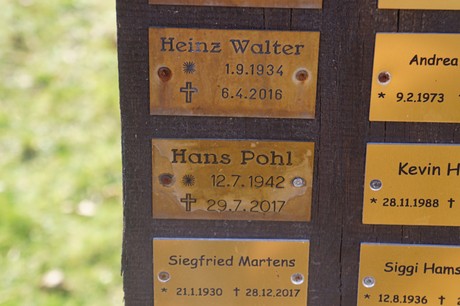 Heinz Walter
* 1.9.1934
✝ 6.4.2016
Hans Pohl
* 12.7.1942
✝ 29.7.2017
Siegfried Martens
* 21.1.1930 ✝ 28.12.2017
Andrea
* 9.2.1973
Kevin H
* 28.11.1988 ✝
Siggi Hams
* 12.8.1936 ✝